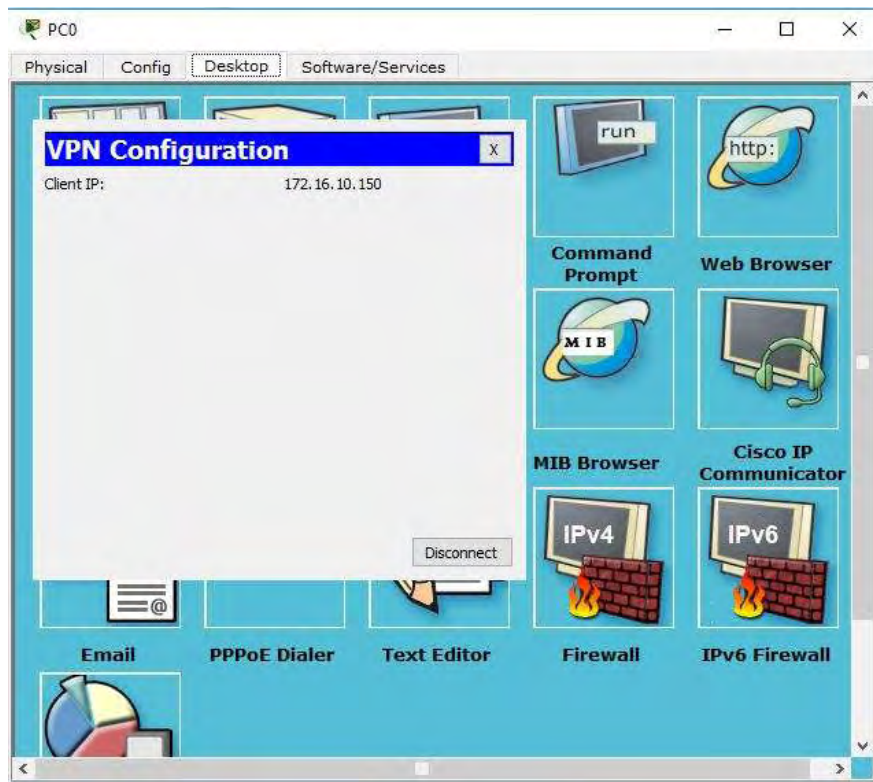 PC0
Physical Config Desktop Software/Services
VPN Configuration X
Client IP: 172.16.10.150
Disconnect
run
http:
Command
Prompt
Web Browser
MIB
MIB Browser
Cisco IP
Communicator
@
IPv4
IPv6
Email
PPPoE Dialer
Text Editor
Firewall
IPv6 Firewall